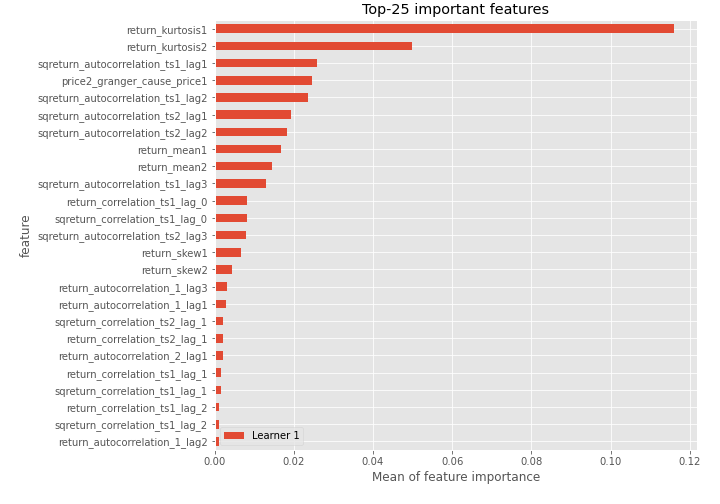 Top-25 important features
return_kurtosis1
return_kurtosis2
sqreturn_autocorrelation_ts1_lag1
price2_granger_cause_price1
sqreturn_autocorrelation_ts1_lag2
sqreturn_autocorrelation_ts2_lag1
sqreturn_autocorrelation_ts2_lag2
return_mean1
return_mean2
sqreturn_autocorrelation_ts1_lag3
return_correlation_ts1_lag_0
sqreturn_correlation_ts1_lag_0
sqreturn_autocorrelation_ts2_lag3
return_skew1
return_skew2
return_autocorrelation_1_lag3
return_autocorrelation_1_lag1
sqreturn_correlation_ts2_lag_1
return_correlation_ts2_lag_1
return_autocorrelation_2_lag1
return_correlation_ts1_lag_1
sqreturn_correlation_ts1_lag_1
return_correlation_ts1_lag_2
sqreturn_correlation_ts1_lag_2
return_autocorrelation_1_lag2
feature
Learner 1
0.00 0.02 0.04 0.06 0.08 0.10 0.12
Mean of feature importance